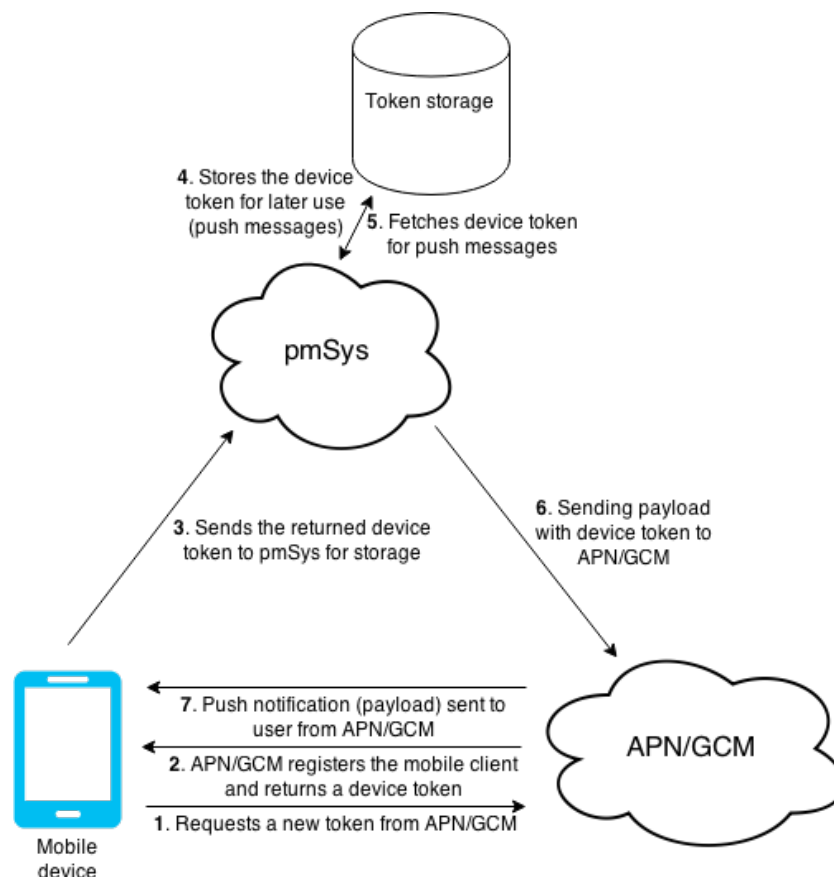 Token storage
4. Stores the device
token for later use
(push messages)
5. Fetches device token
for push messages
pmSys
3. Sends the returned device
token to pmSys for storage
6. Sending payload
with device token to
APN/GCM
7. Push notification (payload) sent to
user from APN/GCM
APN/GCM
2. APN/GCM registers the mobile client
and returns a device token
1. Requests a new token from APN/GCM
Mobile
device